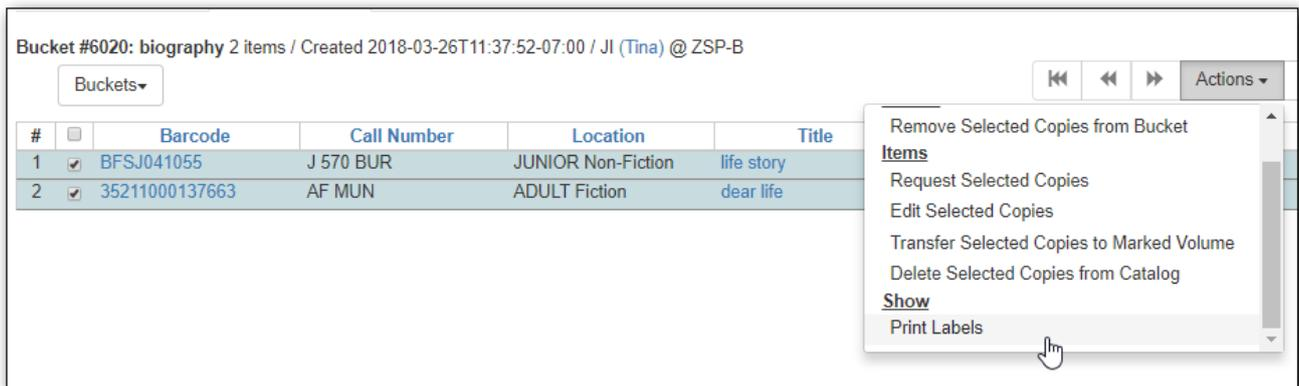 Bucket #6020: biography 2 items / Created 2018-03-26T11:37:52-07:00 / JI (Tina) @ ZSP-B
Buckets
Actions
# Barcode Call Number Location Title
1 BFSJ041055 J 570 BUR JUNIOR Non-Fiction life story
2 35211000137663 AF MUN ADULT Fiction dear life
Remove Selected Copies from Bucket
Items
Request Selected Copies
Edit Selected Copies
Transfer Selected Copies to Marked Volume
Delete Selected Copies from Catalog
Show
Print Labels